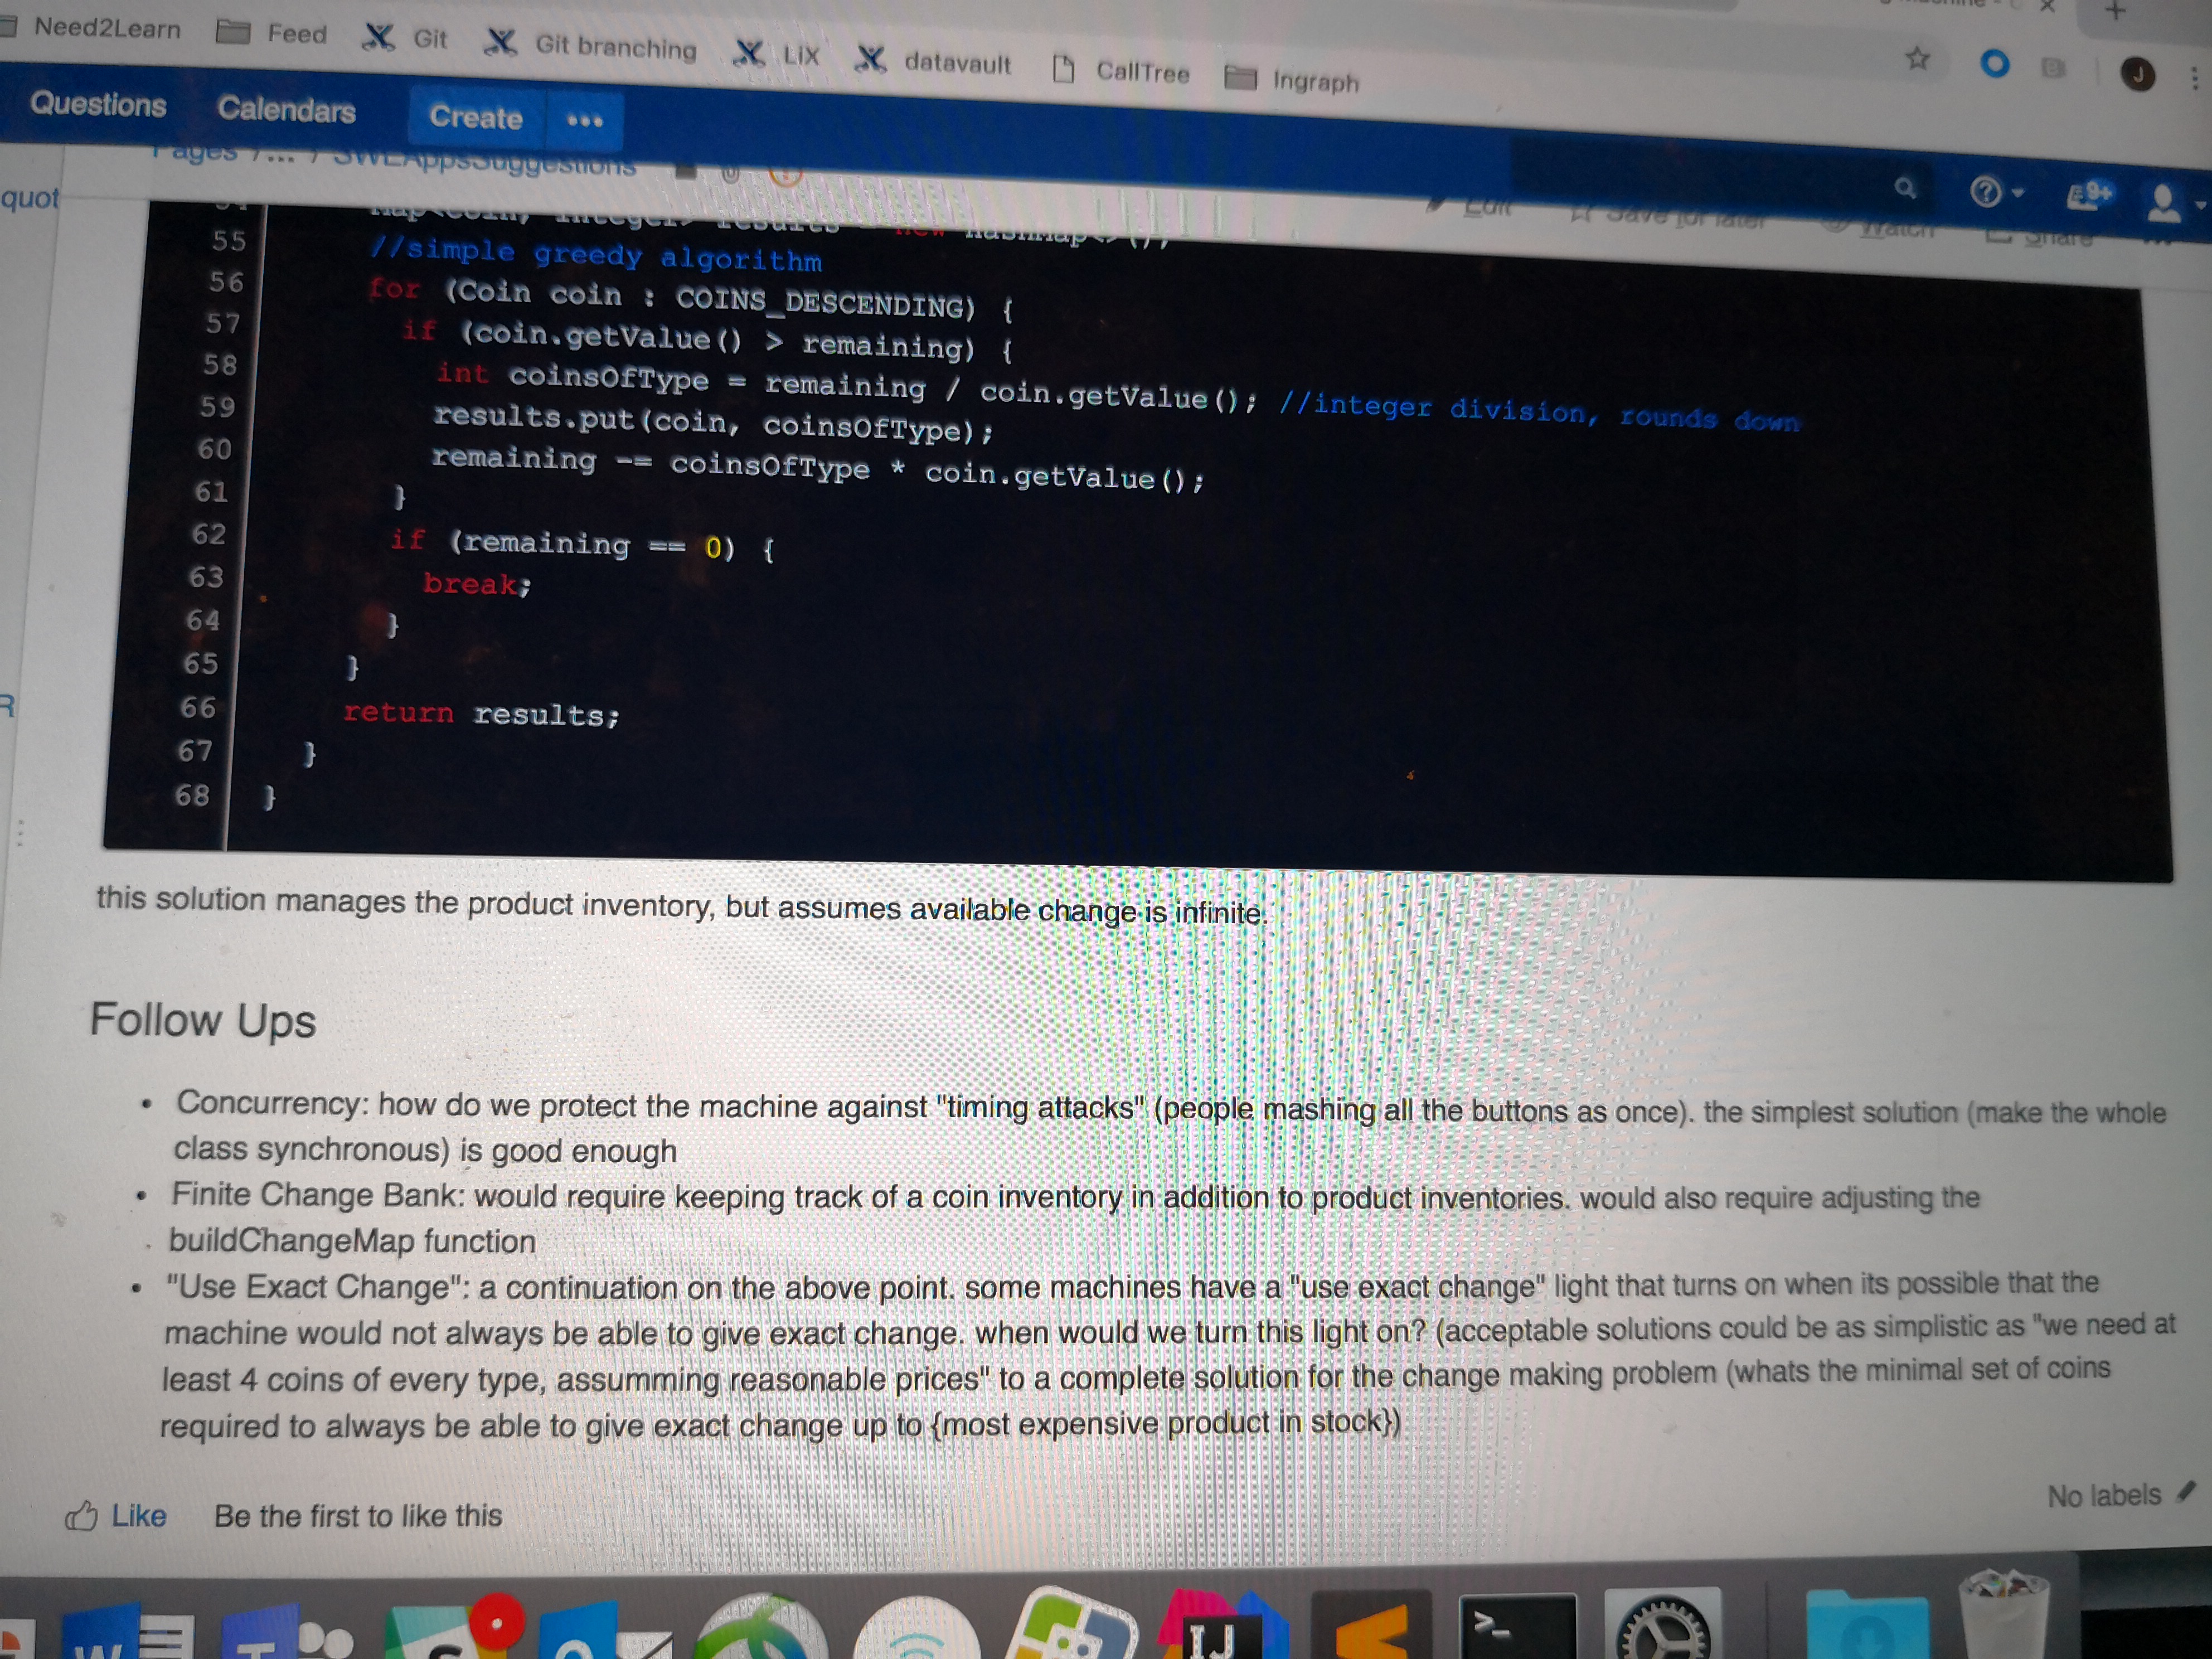 Need2Learn Feed Git Git branching LiX datavault CallTree Ingraph
J
Questions Calendars Create •••
9+
Pages / ... / SWEAppsSuggestions
Edit Save for later Watch Share
quot
Map<Coin, Integer> results = new HashMap<>();
55 //simple greedy algorithm
56 for (Coin coin : COINS_DESCENDING) {
57 if (coin.getValue() > remaining) {
58 int coinsOfType = remaining / coin.getValue(); //integer division, rounds down
59 results.put(coin, coinsOfType);
60 remaining -= coinsOfType * coin.getValue();
61 }
62 if (remaining == 0) {
63 break;
64 }
65 }
66 return results;
67 }
68 }
R
this solution manages the product inventory, but assumes available change is infinite.
Follow Ups
• Concurrency: how do we protect the machine against "timing attacks" (people mashing all the buttons as once). the simplest solution (make the whole
class synchronous) is good enough
• Finite Change Bank: would require keeping track of a coin inventory in addition to product inventories. would also require adjusting the
buildChangeMap function
• "Use Exact Change": a continuation on the above point. some machines have a "use exact change" light that turns on when its possible that the
machine would not always be able to give exact change. when would we turn this light on? (acceptable solutions could be as simplistic as "we need at
least 4 coins of every type, assumming reasonable prices" to a complete solution for the change making problem (whats the minimal set of coins
required to always be able to give exact change up to {most expensive product in stock})
No labels
Like Be the first to like this
W T IJ >_